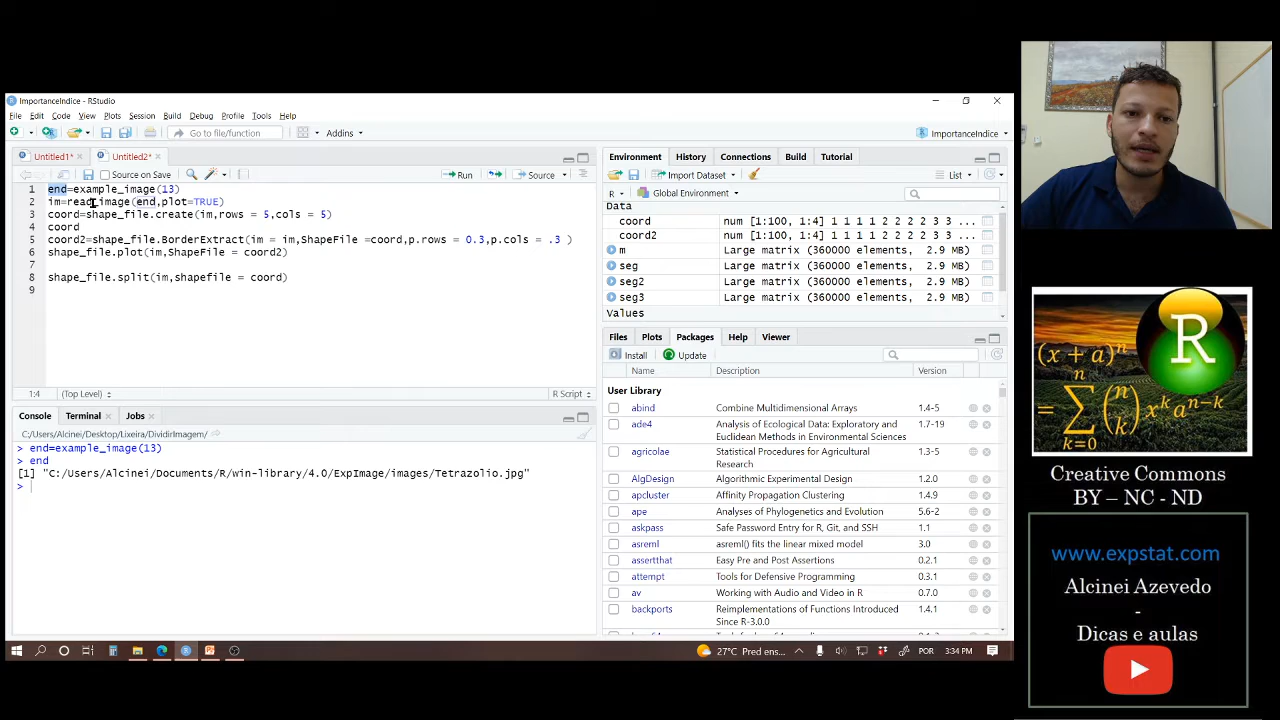 ImportanceIndice - RStudio
File Edit Code View Plots Session Build Debug Profile Tools Help
Go to file/function Addins ImportanceIndice
Untitled1* Untitled2*
Source on Save Run Source
1 end=example_image(13)
2 im=read_image(end,plot=TRUE)
3 coord=shape_file.create(im,rows = 5,cols = 5)
4 coord
5 coord2=shape_file.BorderExtract(im = im,ShapeFile =coord,p.rows = 0.3,p.cols = .3 )
6 shape_file.plot(im,ShapeFile = coord2)
7
8 shape_file.split(im,shapefile = coord)
9
1:4 (Top Level) R Script
Console Terminal Jobs
C:/Users/Alcinei/Desktop/Lixeira/DividirImagem/
> end=example_image(13)
> end
[1] "C:/Users/Alcinei/Documents/R/win-library/4.0/ExpImage/images/Tetrazolio.jpg"
>
Environment History Connections Build Tutorial
Import Dataset List
R Global Environment
Data
coord num [1:100, 1:4] 1 1 1 1 2 2 2 2 3 3 ...
coord2 num [1:100, 1:4] 1 1 1 1 2 2 2 2 3 3 ...
m Large matrix (360000 elements, 2.9 MB)
seg Large matrix (360000 elements, 2.9 MB)
seg2 Large matrix (360000 elements, 2.9 MB)
seg3 Large matrix (360000 elements, 2.9 MB)
Values
Files Plots Packages Help Viewer
Install Update
Name Description Version
User Library
abind Combine Multidimensional Arrays 1.4-5
ade4 Analysis of Ecological Data: Exploratory and 1.7-19
Euclidean Methods in Environmental Sciences
agricolae Statistical Procedures for Agricultural 1.3-5
Research
AlgDesign Algorithmic Experimental Design 1.2.0
apcluster Affinity Propagation Clustering 1.4.9
ape Analyses of Phylogenetics and Evolution 5.6-2
askpass Safe Password Entry for R, Git, and SSH 1.1
asreml asreml() fits the linear mixed model 3.0
assertthat Easy Pre and Post Assertions 0.2.1
attempt Tools for Defensive Programming 0.3.1
av Working with Audio and Video in R 0.7.0
backports Reimplementations of Functions Introduced 1.4.1
Since R-3.0.0
27°C Pred ens... POR 3:34 PM
R
(x + a)ⁿ
= ∑ (n k) xᵏaⁿ⁻ᵏ
n
k=0
Creative Commons
BY – NC - ND
www.expstat.com
Alcinei Azevedo
-
Dicas e aulas